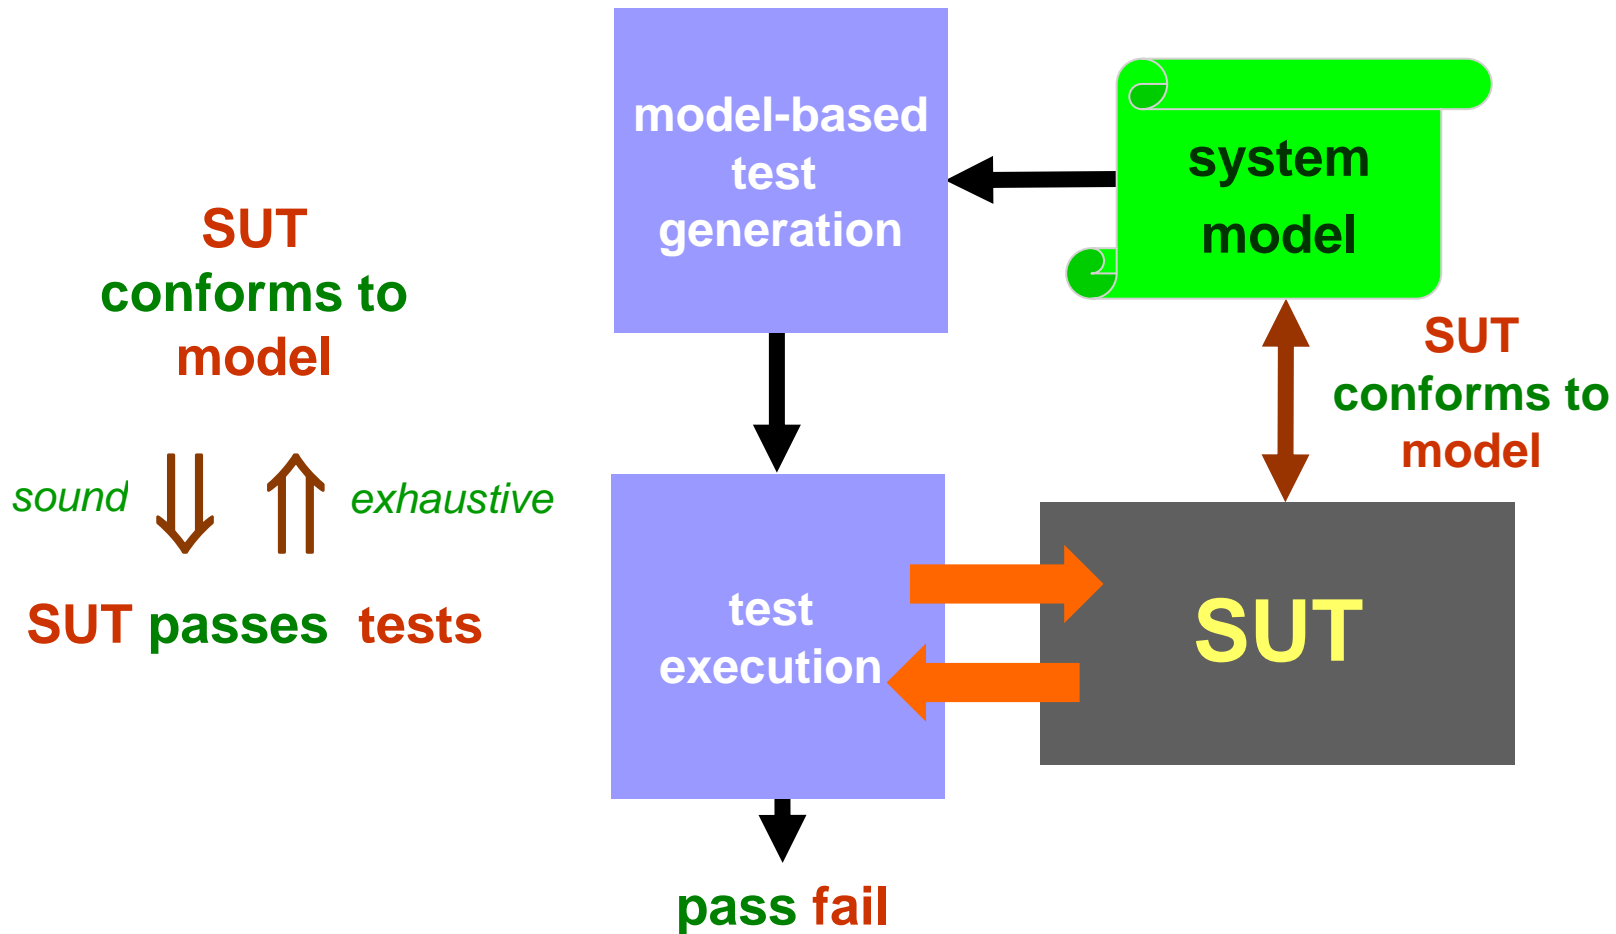 model-based
test
generation
system
model
SUT
conforms to
model
SUT
conforms to
model
sound
exhaustive
SUT passes tests
test
execution
SUT
pass fail